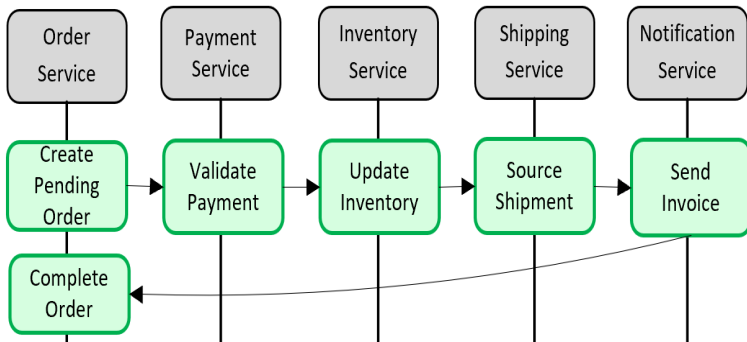 Order
Service
Payment
Service
Inventory
Service
Shipping
Service
Notification
Service
Create
Pending
Order
Validate
Payment
Update
Inventory
Source
Shipment
Send
Invoice
Complete
Order